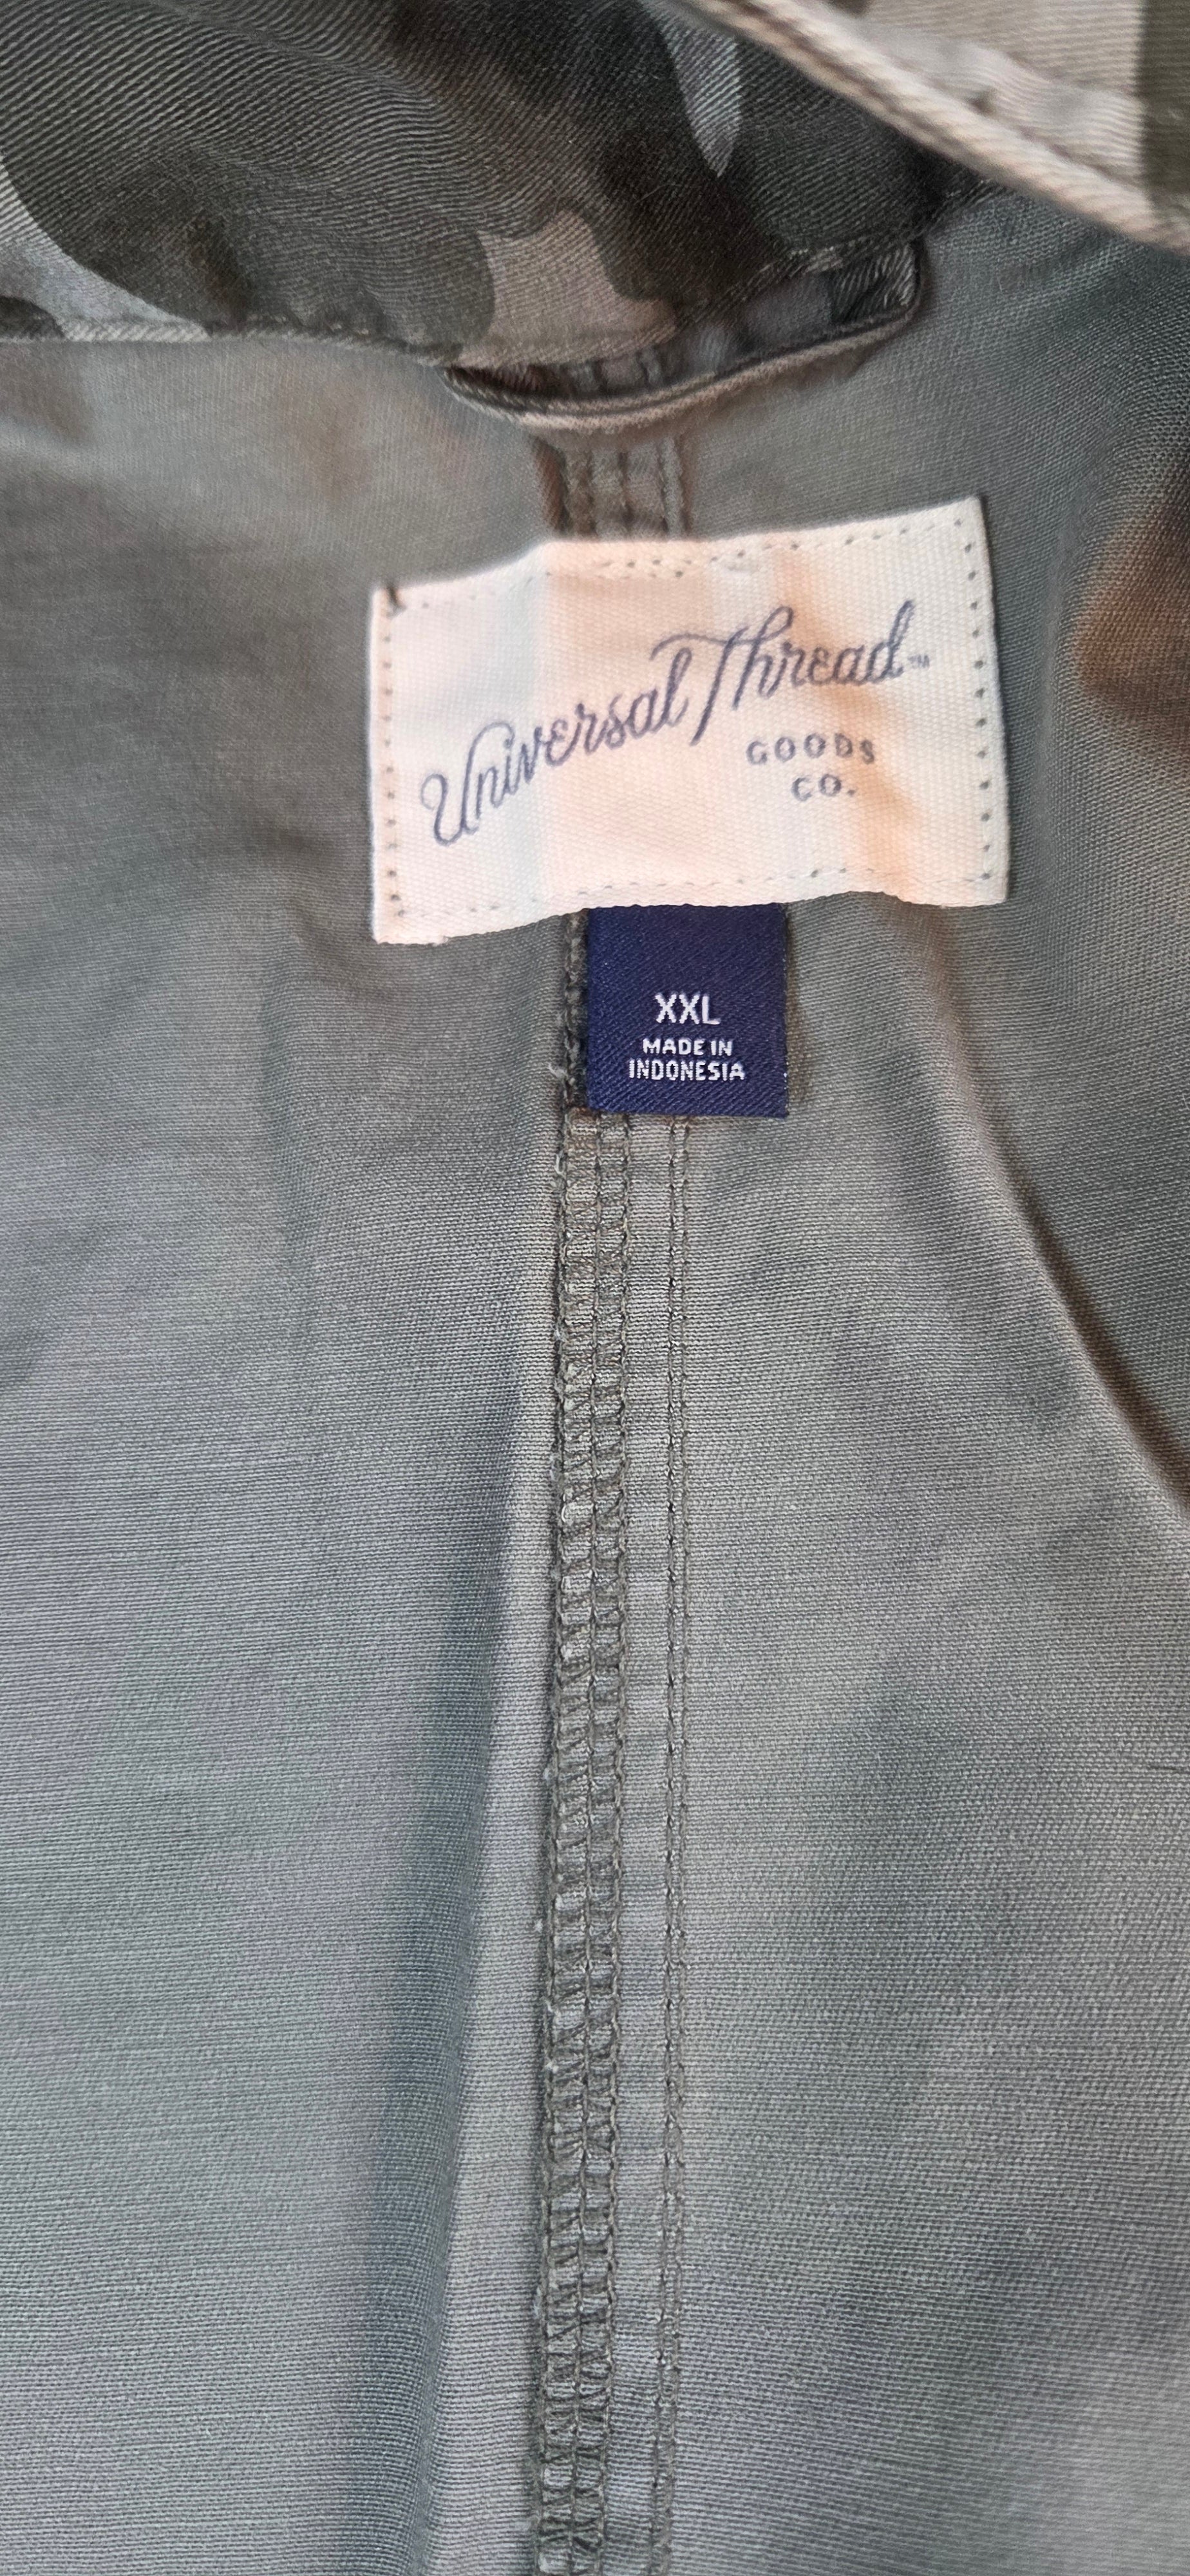 Universal Thread™
GOODS
CO.
XXL
MADE IN
INDONESIA